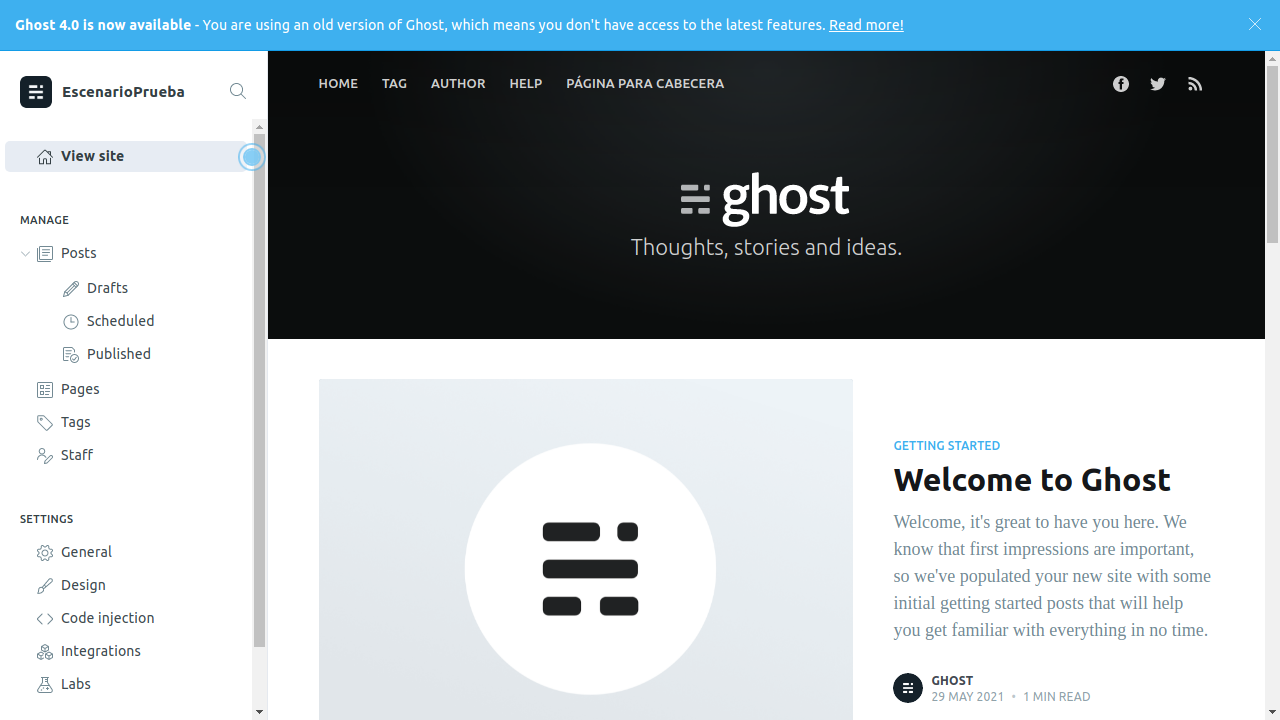 Ghost 4.0 is now available - You are using an old version of Ghost, which means you don't have access to the latest features. Read more!
EscenarioPrueba
View site
MANAGE
Posts
Drafts
Scheduled
Published
Pages
Tags
Staff
SETTINGS
General
Design
Code injection
Integrations
Labs
HOME TAG AUTHOR HELP PÁGINA PARA CABECERA
ghost
Thoughts, stories and ideas.
GETTING STARTED
Welcome to Ghost
Welcome, it's great to have you here. We
know that first impressions are important,
so we've populated your new site with some
initial getting started posts that will help
you get familiar with everything in no time.
GHOST
29 MAY 2021 • 1 MIN READ